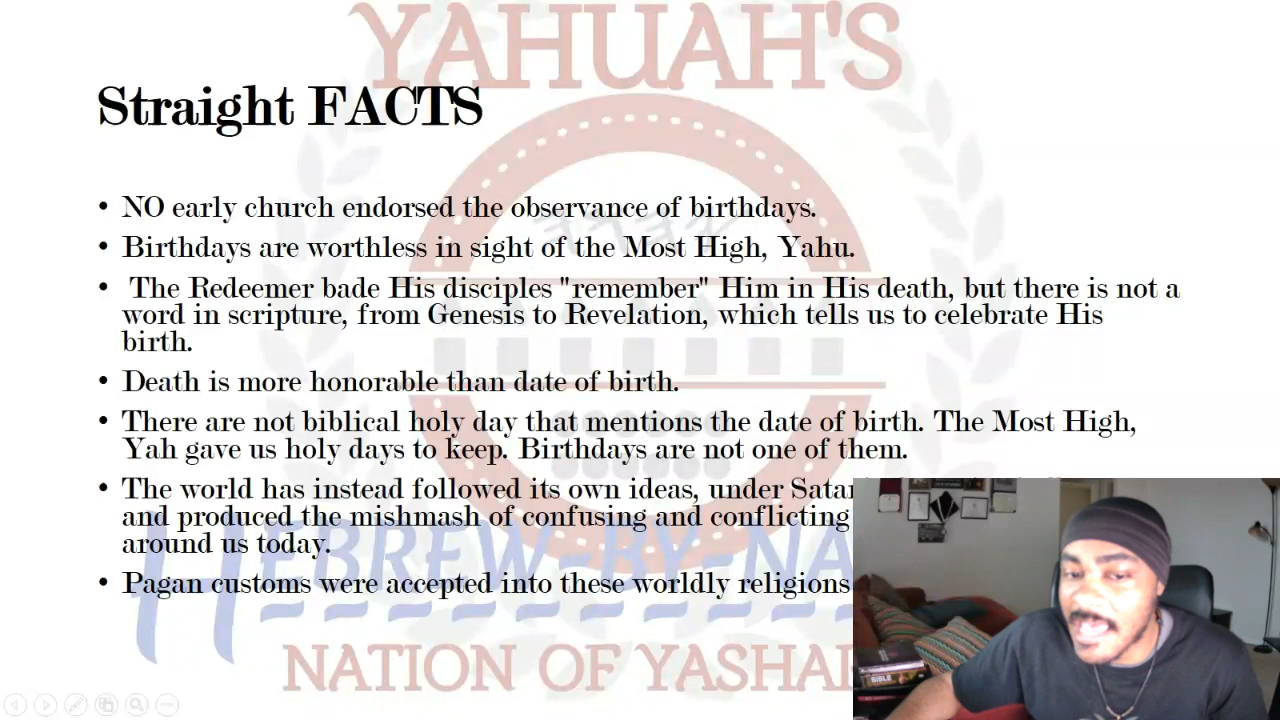 YAHUAH'S
Straight FACTS
• NO early church endorsed the observance of birthdays.
• Birthdays are worthless in sight of the Most High, Yahu.
• The Redeemer bade His disciples "remember" Him in His death, but there is not a
word in scripture, from Genesis to Revelation, which tells us to celebrate His
birth.
• Death is more honorable than date of birth.
• There are not biblical holy day that mentions the date of birth. The Most High,
Yah gave us holy days to keep. Birthdays are not one of them.
• The world has instead followed its own ideas, under Satan
and produced the mishmash of confusing and conflicting
around us today.
• Pagan customs were accepted into these worldly religions
HEBREW-BY-NA
NATION OF YASHA
BIBLE